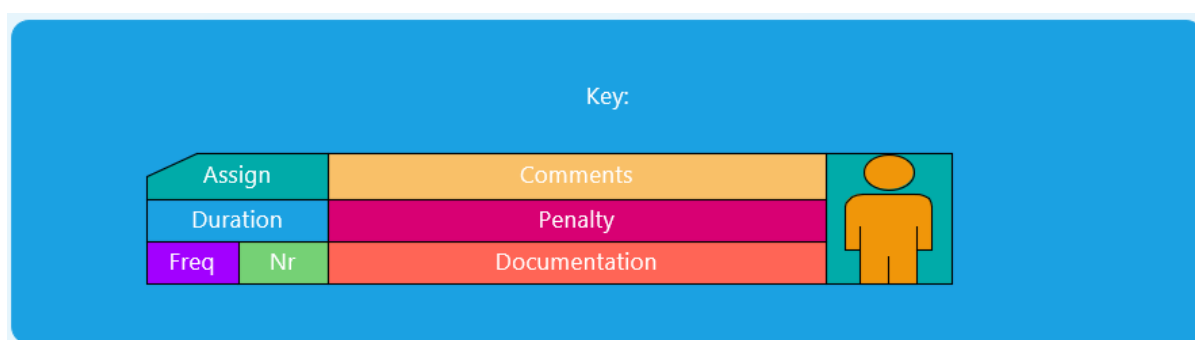 Key:
Assign Comments
Duration Penalty
Freq Nr Documentation